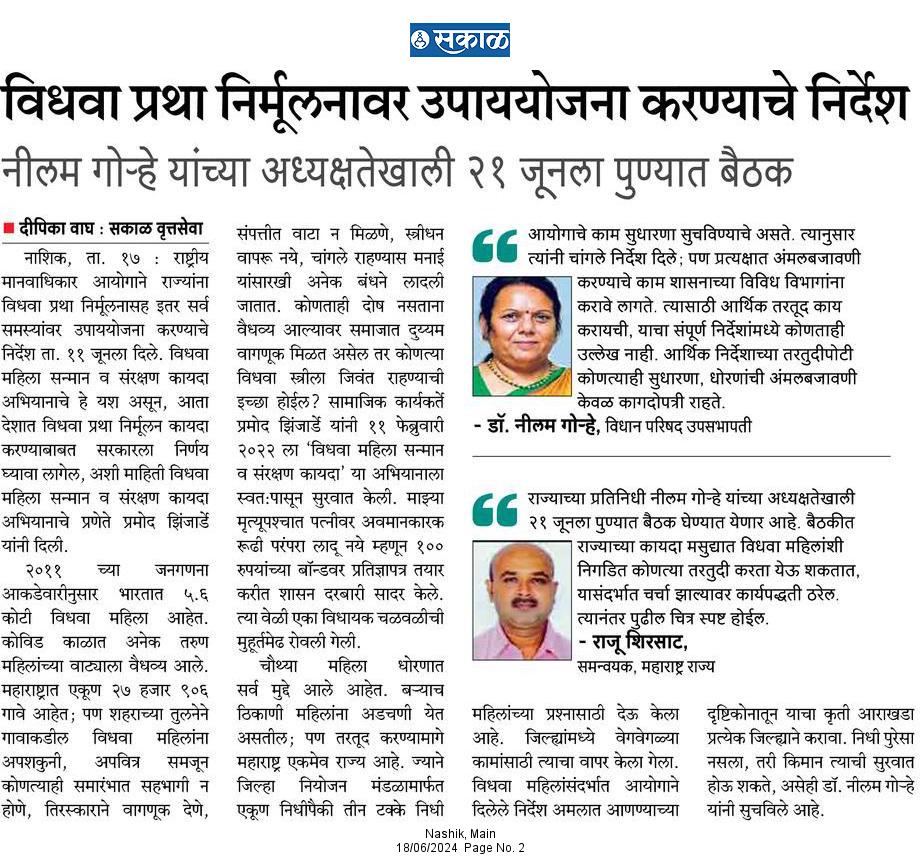 सकाळ
विधवा प्रथा निर्मूलनावर उपाययोजना करण्याचे निर्देश
नीलम गोऱ्हे यांच्या अध्यक्षतेखाली २१ जूनला पुण्यात बैठक
दीपिका वाघ : सकाळ वृत्तसेवा
नाशिक, ता. १७ : राष्ट्रीय
मानवाधिकार आयोगाने राज्यांना
विधवा प्रथा निर्मूलनासह इतर सर्व
समस्यांवर उपाययोजना करण्याचे
निर्देश ता. ११ जूनला दिले. विधवा
महिला सन्मान व संरक्षण कायदा
अभियानाचे हे यश असून, आता
देशात विधवा प्रथा निर्मूलन कायदा
करण्याबाबत सरकारला निर्णय
घ्यावा लागेल, अशी माहिती विधवा
महिला सन्मान व संरक्षण कायदा
अभियानाचे प्रणेते प्रमोद झिंजार्डे
यांनी दिली.
२०११ च्या जनगणना
आकडेवारीनुसार भारतात ५.६
कोटी विधवा महिला आहेत.
कोविड काळात अनेक तरुण
महिलांच्या वाट्याला वैधव्य आले.
महाराष्ट्रात एकूण २७ हजार ९०६
गावे आहेत; पण शहराच्या तुलनेने
गावाकडील विधवा महिलांना
अपशकुनी, अपवित्र समजून
कोणत्याही समारंभात सहभागी न
होणे, तिरस्काराने वागणूक देणे,
संपत्तीत वाटा न मिळणे, स्त्रीधन
वापरू नये, चांगले राहण्यास मनाई
यांसारखी अनेक बंधने लादली
जातात. कोणताही दोष नसताना
वैधव्य आल्यावर समाजात दुय्यम
वागणूक मिळत असेल तर कोणत्या
विधवा स्त्रीला जिवंत राहण्याची
इच्छा होईल? सामाजिक कार्यकर्ते
प्रमोद झिंजार्डे यांनी ११ फेब्रुवारी
२०२२ ला ‘विधवा महिला सन्मान
व संरक्षण कायदा’ या अभियानाला
स्वत:पासून सुरवात केली. माझ्या
मृत्यूपश्चात पत्नीवर अवमानकारक
रूढी परंपरा लादू नये म्हणून १००
रुपयांच्या बॉन्डवर प्रतिज्ञापत्र तयार
करीत शासन दरबारी सादर केले.
त्या वेळी एका विधायक चळवळीची
मुहूर्तमेढ रोवली गेली.
चौथ्या महिला धोरणात
सर्व मुद्दे आले आहेत. बऱ्याच
ठिकाणी महिलांना अडचणी येत
असतील; पण तरतूद करण्यामागे
महाराष्ट्र एकमेव राज्य आहे. ज्याने
जिल्हा नियोजन मंडळामार्फत
एकूण निधीपैकी तीन टक्के निधी
आयोगाचे काम सुधारणा सुचविण्याचे असते. त्यानुसार
त्यांनी चांगले निर्देश दिले; पण प्रत्यक्षात अंमलबजावणी
करण्याचे काम शासनाच्या विविध विभागांना
करावे लागते. त्यासाठी आर्थिक तरतूद काय
करायची, याचा संपूर्ण निर्देशांमध्ये कोणताही
उल्लेख नाही. आर्थिक निर्देशाच्या तरतुदीपोटी
कोणत्याही सुधारणा, धोरणांची अंमलबजावणी
केवळ कागदोपत्री राहते.
- डॉ. नीलम गोऱ्हे, विधान परिषद उपसभापती
राज्याच्या प्रतिनिधी नीलम गोऱ्हे यांच्या अध्यक्षतेखाली
२१ जूनला पुण्यात बैठक घेण्यात येणार आहे. बैठकीत
राज्याच्या कायदा मसुद्यात विधवा महिलांशी
निगडित कोणत्या तरतुदी करता येऊ शकतात,
यासंदर्भात चर्चा झाल्यावर कार्यपद्धती ठरेल.
त्यानंतर पुढील चित्र स्पष्ट होईल.
- राजू शिरसाट,
समन्वयक, महाराष्ट्र राज्य
महिलांच्या प्रश्नासाठी देऊ केला
आहे. जिल्ह्यांमध्ये वेगवेगळ्या
कामांसाठी त्याचा वापर केला गेला.
विधवा महिलांसंदर्भात आयोगाने
दिलेले निर्देश अमलात आणण्याच्या
दृष्टिकोनातून याचा कृती आराखडा
प्रत्येक जिल्ह्याने करावा. निधी पुरेसा
नसला, तरी किमान त्याची सुरवात
होऊ शकते, असेही डॉ. नीलम गोऱ्हे
यांनी सुचविले आहे.
Nashik, Main
18/06/2024 Page No. 2